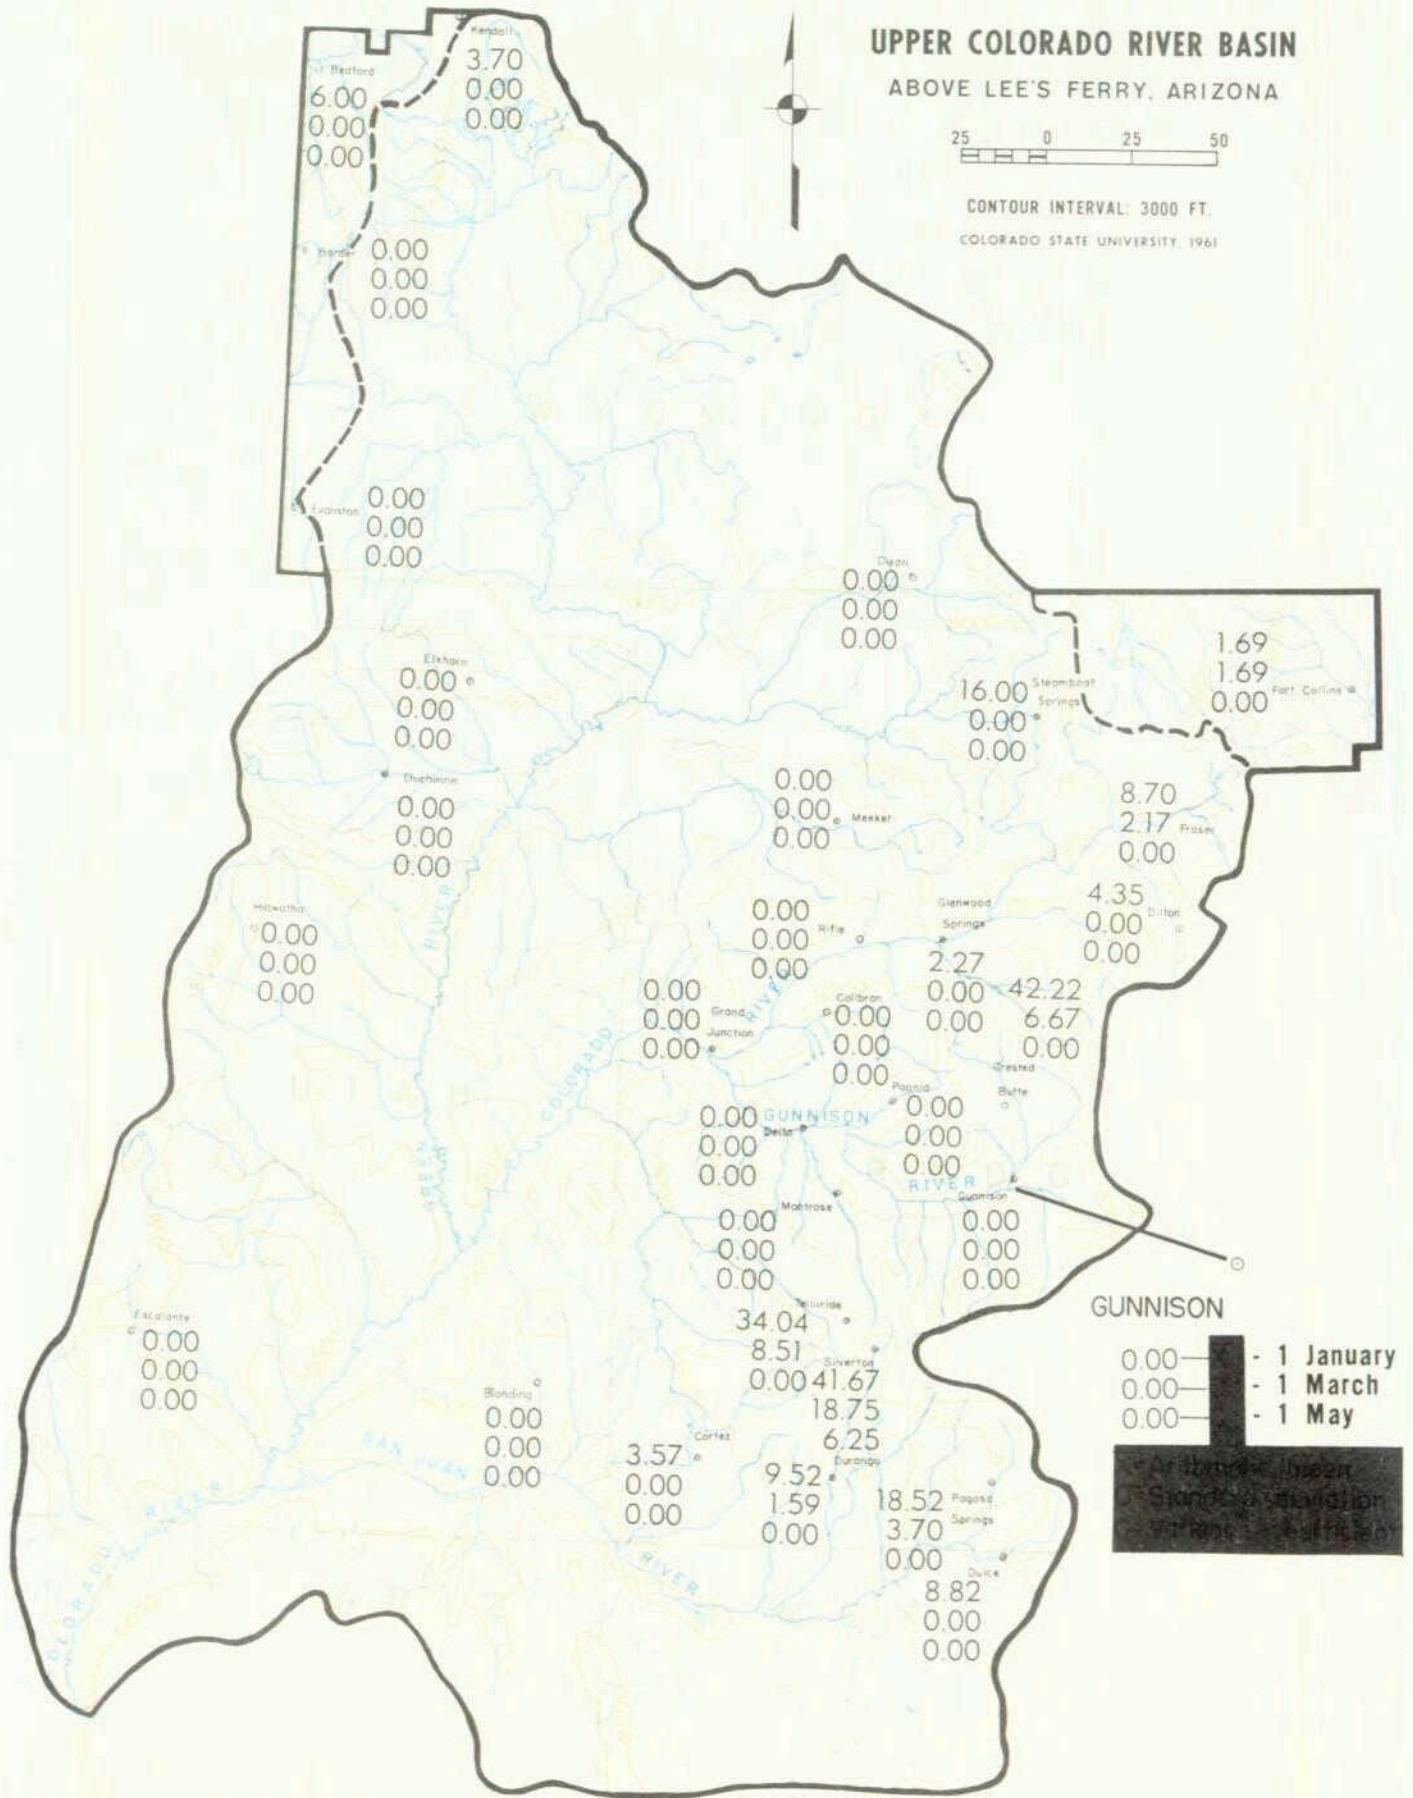 UPPER COLORADO RIVER BASIN
ABOVE LEE'S FERRY, ARIZONA
25 0 25 50
CONTOUR INTERVAL: 3000 FT.
COLORADO STATE UNIVERSITY, 1961
Kendall
3.70
0.00
0.00
Bedford
6.00
0.00
0.00
Border
0.00
0.00
0.00
WYOMING
Evanston
0.00
0.00
0.00
Dixon
0.00
0.00
0.00
Elkhorn
0.00
0.00
0.00
Steamboat
Springs
16.00
0.00
0.00
1.69
1.69
0.00
Fort Collins
Duchesne
0.00
0.00
0.00
0.00
0.00
0.00
Meeker
8.70
2.17
0.00
Fraser
Hiawatha
0.00
0.00
0.00
0.00
0.00
0.00
Rifle
Glenwood
Springs
2.27
0.00
0.00
4.35
0.00
0.00
Dillon
0.00
0.00
0.00
Grand
Junction
Collbran
0.00
0.00
0.00
42.22
6.67
0.00
Crested
Butte
Paonia
0.00
0.00
0.00
0.00
0.00
0.00
Delta
GUNNISON
RIVER
Montrose
0.00
0.00
0.00
Gunnison
0.00
0.00
0.00
GREEN
RIVER
COLORADO
RIVER
UTAH
Escalante
0.00
0.00
0.00
Telluride
34.04
8.51
0.00
Silverton
41.67
18.75
6.25
Blanding
0.00
0.00
0.00
Cortez
3.57
0.00
0.00
Durango
9.52
1.59
0.00
18.52
3.70
0.00
Pagosa
Springs
Dulce
8.82
0.00
0.00
SAN JUAN
RIVER
COLORADO
RIVER
GUNNISON
0.00 - 1 January
0.00 - 1 March
0.00 - 1 May